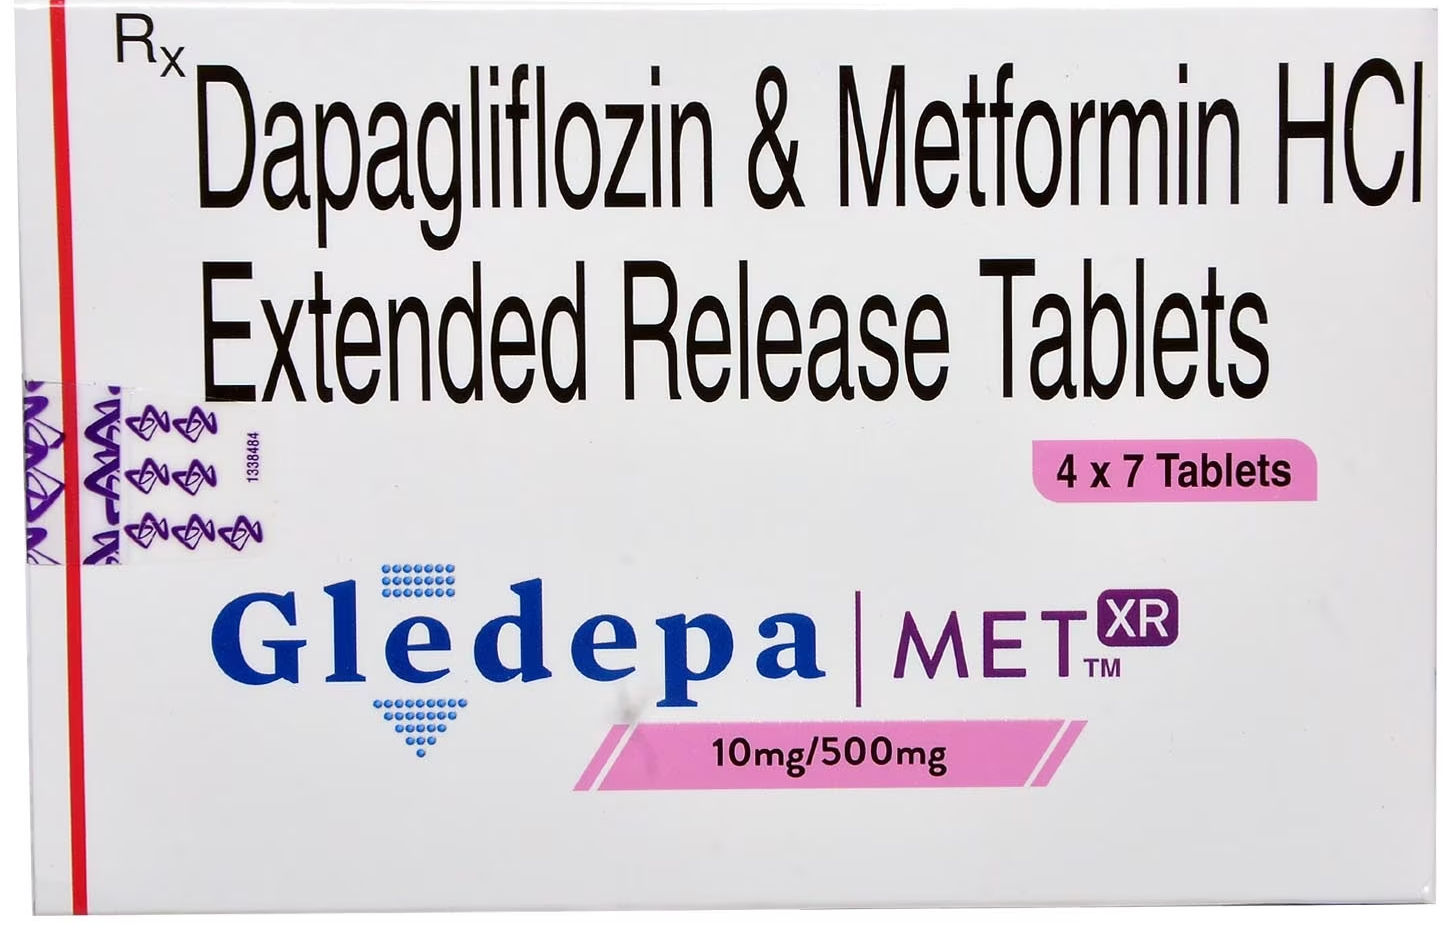 Rx
Dapagliflozin & Metformin HCl
Extended Release Tablets
4 x 7 Tablets
1338484
Gledepa | MET XR TM
10mg/500mg